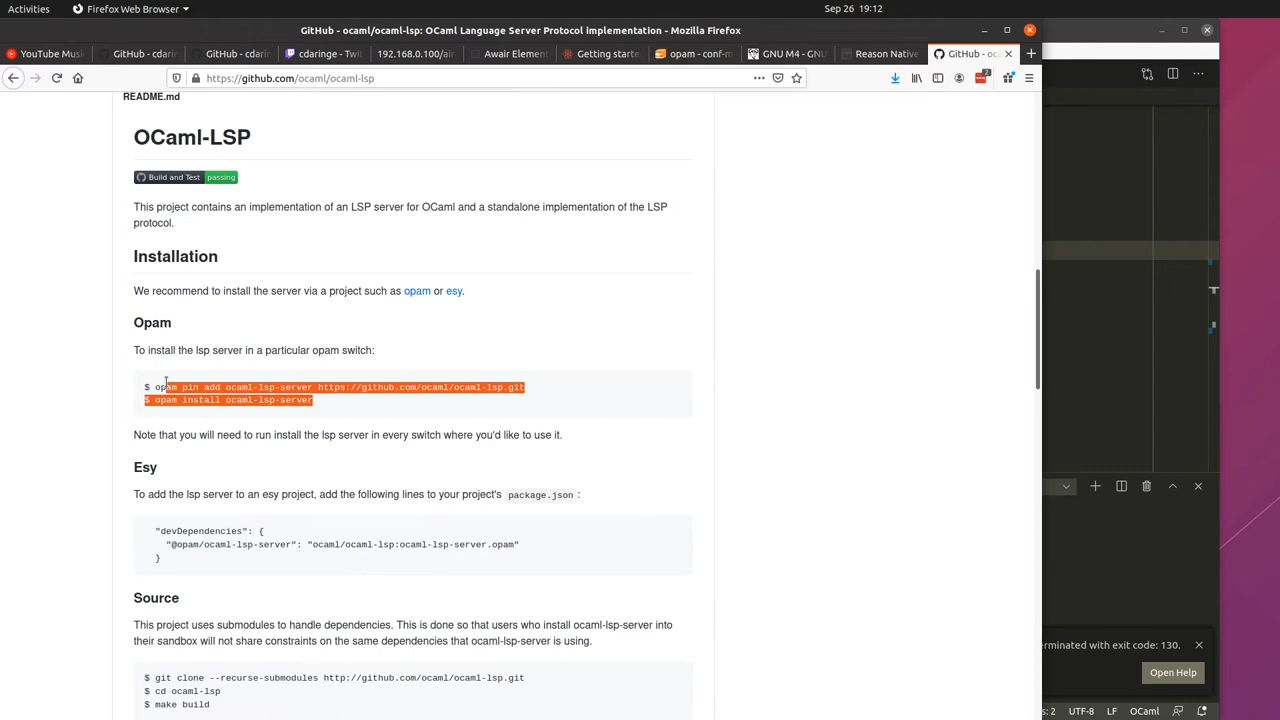 Activities
Firefox Web Browser
Sep 26 19:12
GitHub - ocaml/ocaml-lsp: OCaml Language Server Protocol implementation - Mozilla Firefox
YouTube Mus
GitHub - cdari
GitHub - cdari
cdaringe - Twit
192.168.0.100/air
Awair Elemen
Getting starte
opam - conf-m
GNU M4 - GNU
Reason Native
GitHub - oc
https://github.com/ocaml/ocaml-lsp
2
README.md
OCaml-LSP
Build and Test passing
This project contains an implementation of an LSP server for OCaml and a standalone implementation of the LSP
protocol.
Installation
We recommend to install the server via a project such as opam or esy.
Opam
To install the lsp server in a particular opam switch:
$ opam pin add ocaml-lsp-server https://github.com/ocaml/ocaml-lsp.git
$ opam install ocaml-lsp-server
Note that you will need to run install the lsp server in every switch where you'd like to use it.
Esy
To add the lsp server to an esy project, add the following lines to your project's package.json :
"devDependencies": {
"@opam/ocaml-lsp-server": "ocaml/ocaml-lsp:ocaml-lsp-server.opam"
}
Source
This project uses submodules to handle dependencies. This is done so that users who install ocaml-lsp-server into
their sandbox will not share constraints on the same dependencies that ocaml-lsp-server is using.
$ git clone --recurse-submodules http://github.com/ocaml/ocaml-lsp.git
$ cd ocaml-lsp
$ make build
erminated with exit code: 130.
Open Help
s: 2 UTF-8 LF OCaml